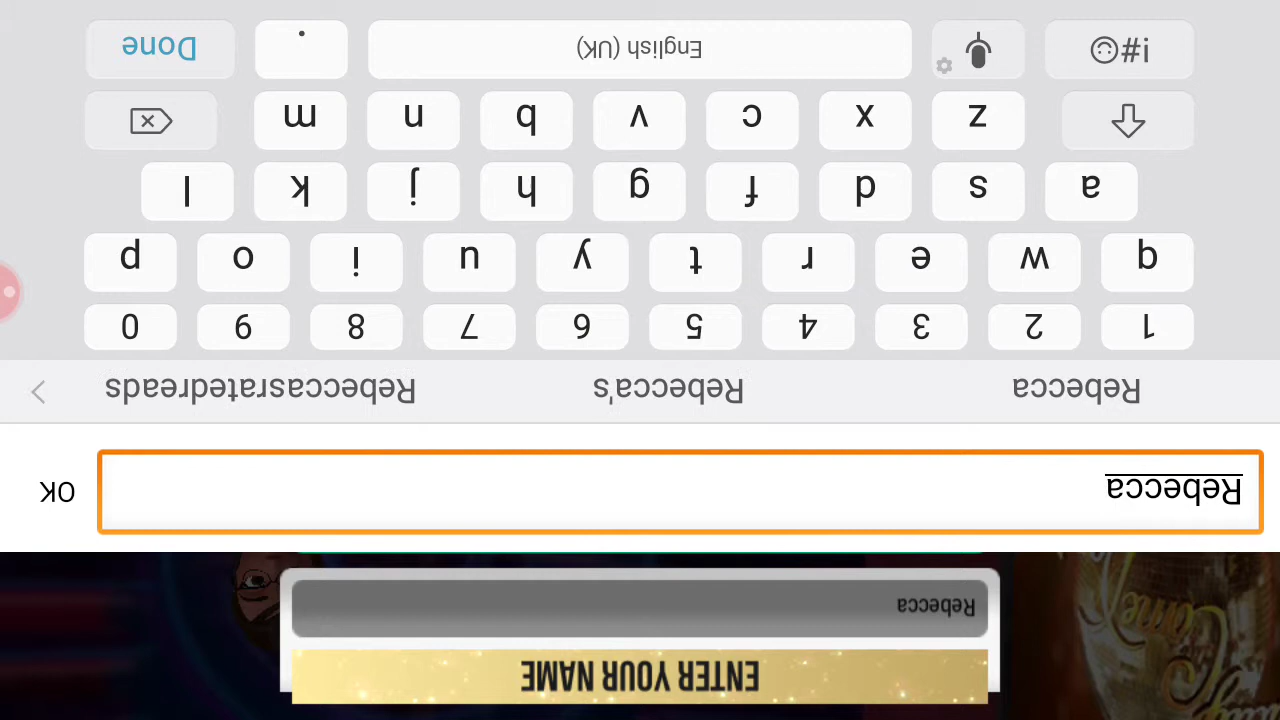 Come
ENTER YOUR NAME
Rebecca
Rebecca
OK
Rebecca Rebecca's Rebeccasratedreads
1 2 3 4 5 6 7 8 9 0
q w e r t y u i o p
a s d f g h j k l
z x c v b n m
!#☺ English (UK) . Done